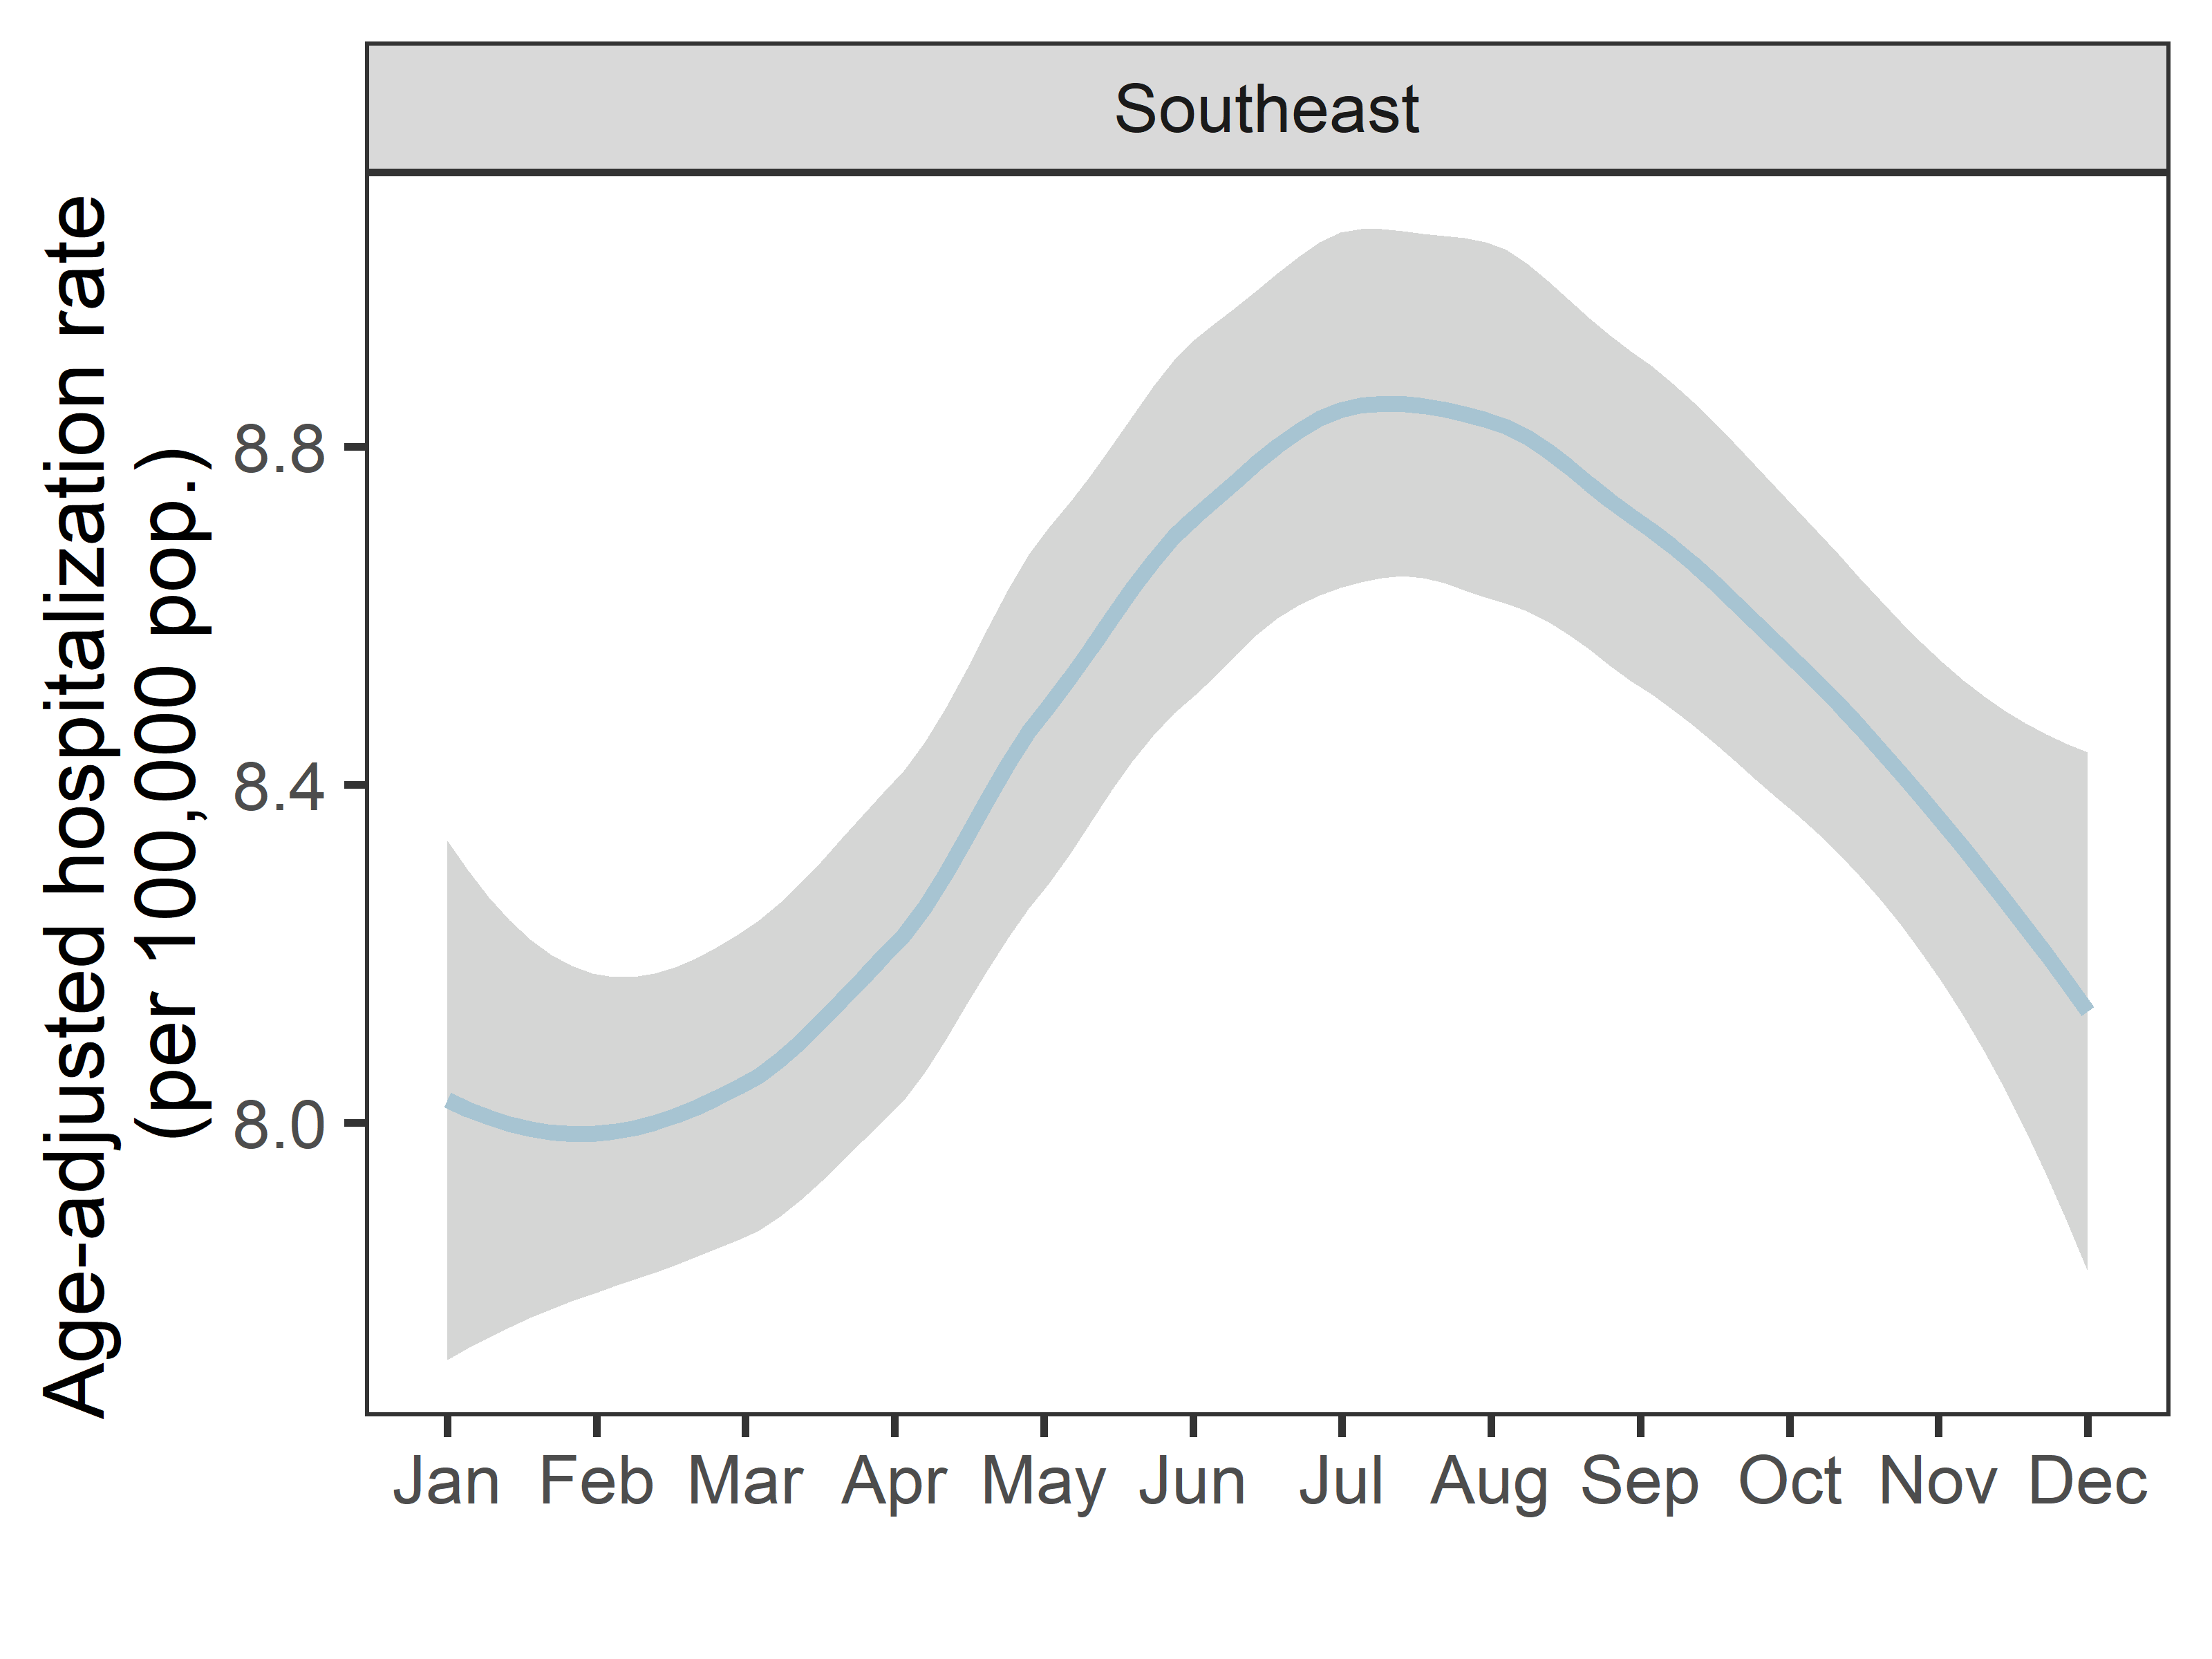 Southeast
Age-adjusted hospitalization rate
(per 100,000 pop.)
8.8
8.4
8.0
Jan Feb Mar Apr May Jun Jul Aug Sep Oct Nov Dec